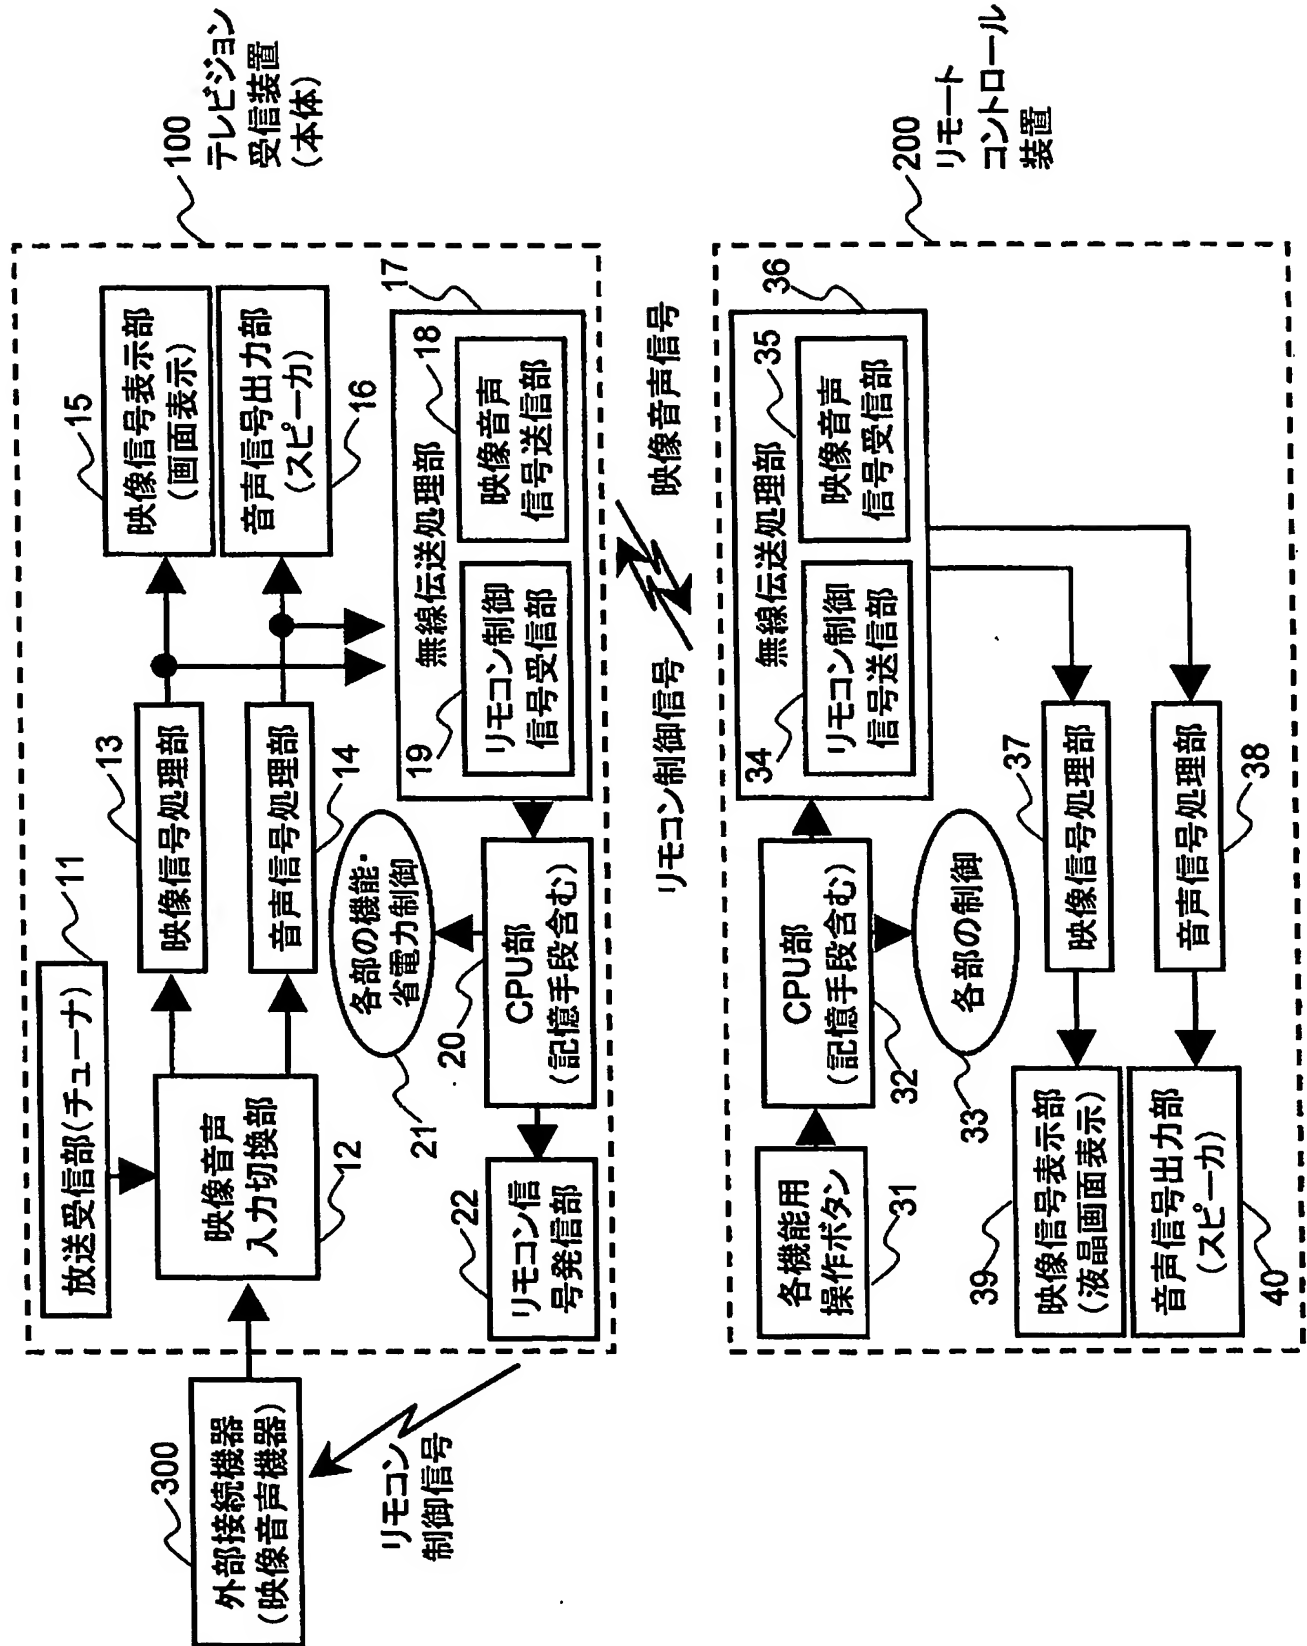 300
外部接続機器
（映像音声機器）
リモコン
制御信号
放送受信部（チューナ）
11
映像音声
入力切換部
12
13
映像信号処理部
音声信号処理部
14
15
映像信号表示部
（画面表示）
音声信号出力部
（スピーカ）
16
100
テレビジョン
受信装置
（本体）
17
無線伝送処理部
18
映像音声
信号送信部
19
リモコン制御
信号受信部
各部の機能・
省電力制御
21
20
CPU部
（記憶手段含む）
22
リモコン信
号発信部
リモコン制御信号
映像音声信号
200
リモート
コントロール
装置
36
無線伝送処理部
35
映像音声
信号受信部
34
リモコン制御
信号送信部
CPU部
（記憶手段含む）
32
各機能用
操作ボタン
31
各部の制御
33
37
映像信号処理部
音声信号処理部
38
39
映像信号表示部
（液晶画面表示）
音声信号出力部
（スピーカ）
40